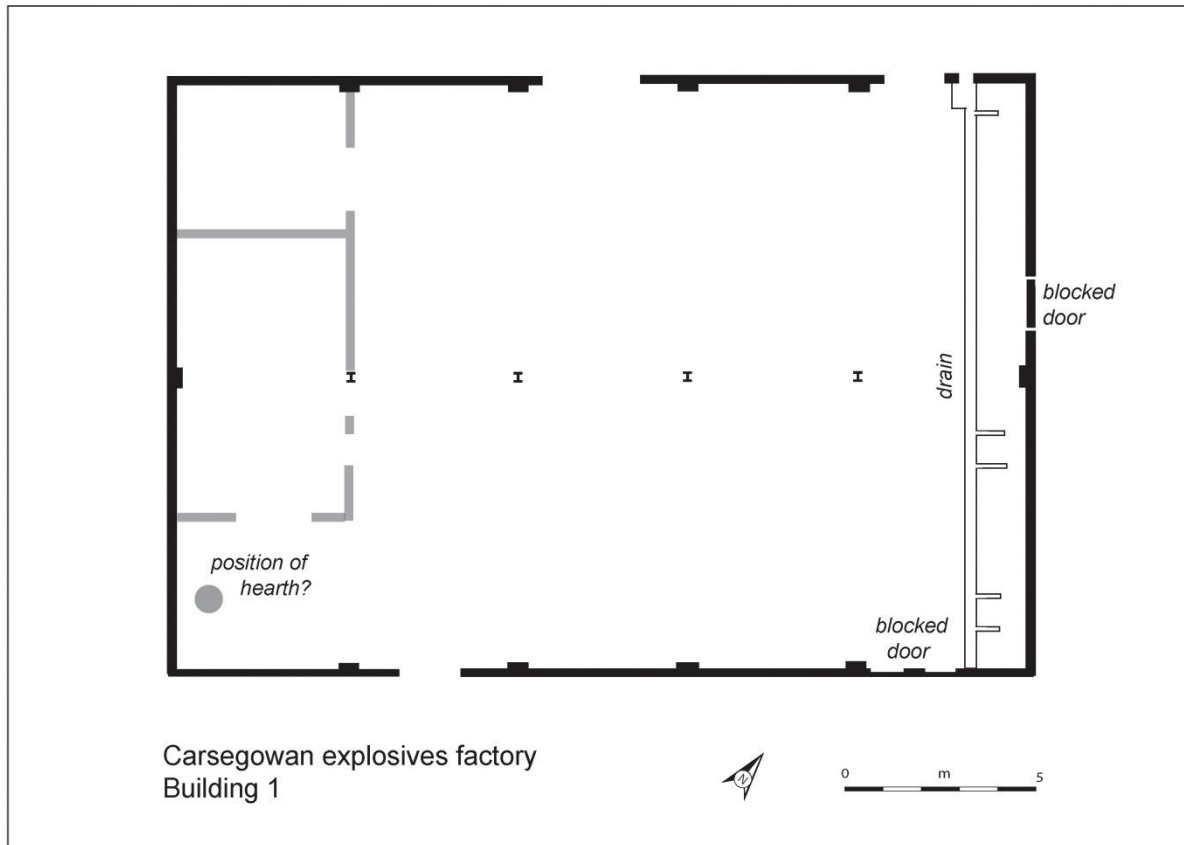 blocked
door
drain
position of
hearth?
blocked
door
Carsegowan explosives factory
Building 1
N
0 m 5